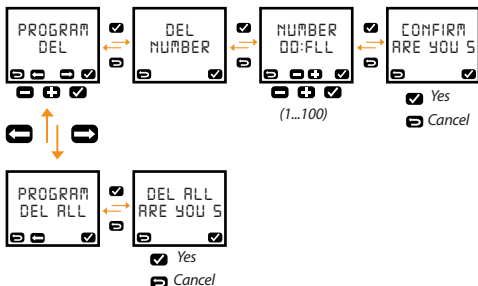 PROGRAM
DEL
DEL
NUMBER
NUMBER
00:FLL
CONFIRM
ARE YOU S
(1...100)
Yes
Cancel
PROGRAM
DEL ALL
DEL ALL
ARE YOU S
Yes
Cancel